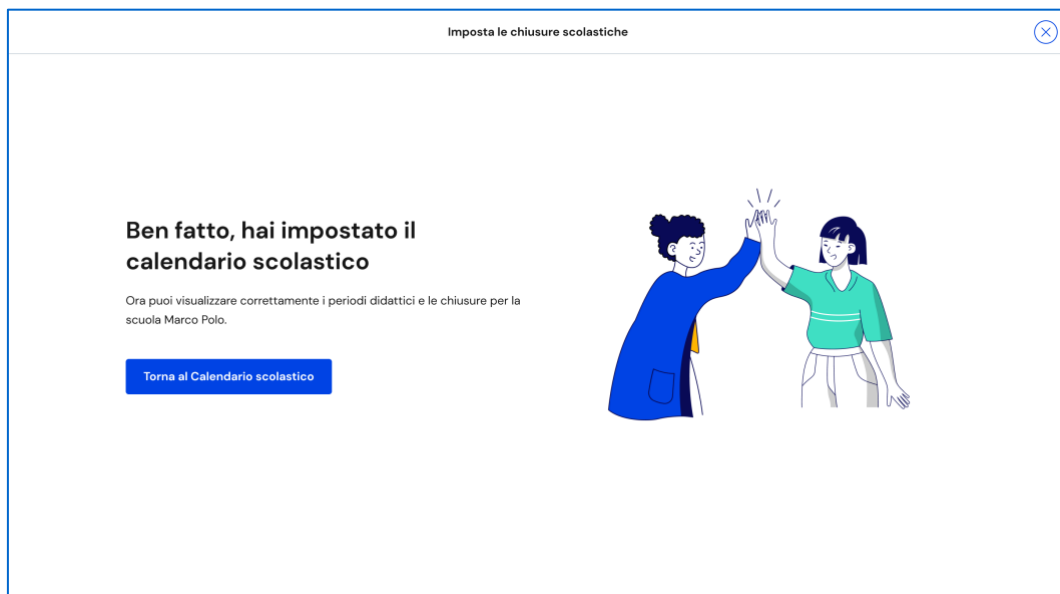 Imposta le chiusure scolastiche
Ben fatto, hai impostato il
calendario scolastico
Ora puoi visualizzare correttamente i periodi didattici e le chiusure per la
scuola Marco Polo.
Torna al Calendario scolastico